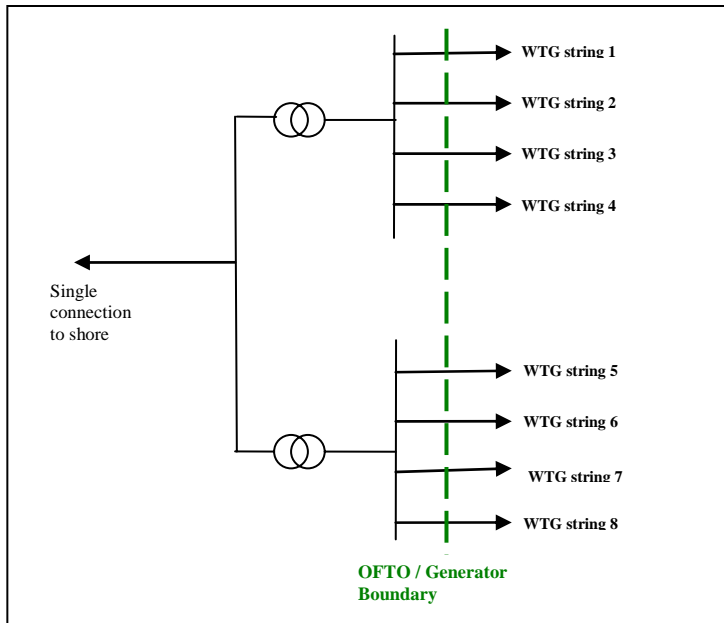 WTG string 1
WTG string 2
WTG string 3
WTG string 4
Single
connection
to shore
WTG string 5
WTG string 6
WTG string 7
WTG string 8
OFTO / Generator
Boundary